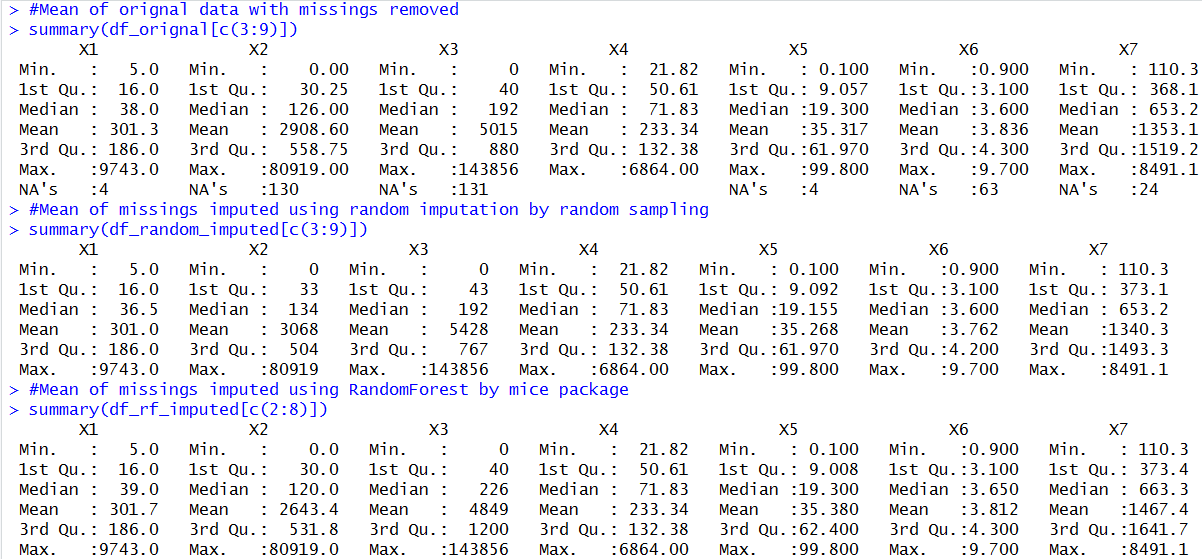 > #Mean of orignal data with missings removed
> summary(df_orignal[c(3:9)])
X1 X2 X3 X4 X5 X6 X7
Min. : 5.0 Min. : 0.00 Min. : 0 Min. : 21.82 Min. : 0.100 Min. :0.900 Min. : 110.3
1st Qu.: 16.0 1st Qu.: 30.25 1st Qu.: 40 1st Qu.: 50.61 1st Qu.: 9.057 1st Qu.:3.100 1st Qu.: 368.1
Median : 38.0 Median : 126.00 Median : 192 Median : 71.83 Median :19.300 Median :3.600 Median : 653.2
Mean : 301.3 Mean : 2908.60 Mean : 5015 Mean : 233.34 Mean :35.317 Mean :3.836 Mean :1353.1
3rd Qu.: 186.0 3rd Qu.: 558.75 3rd Qu.: 880 3rd Qu.: 132.38 3rd Qu.:61.970 3rd Qu.:4.300 3rd Qu.:1519.2
Max. :9743.0 Max. :80919.00 Max. :143856 Max. :6864.00 Max. :99.800 Max. :9.700 Max. :8491.1
NA's :4 NA's :130 NA's :131 NA's :4 NA's :63 NA's :24
> #Mean of missings imputed using random imputation by random sampling
> summary(df_random_imputed[c(3:9)])
X1 X2 X3 X4 X5 X6 X7
Min. : 5.0 Min. : 0 Min. : 0 Min. : 21.82 Min. : 0.100 Min. :0.900 Min. : 110.3
1st Qu.: 16.0 1st Qu.: 33 1st Qu.: 43 1st Qu.: 50.61 1st Qu.: 9.092 1st Qu.:3.100 1st Qu.: 373.1
Median : 36.5 Median : 134 Median : 192 Median : 71.83 Median :19.155 Median :3.600 Median : 653.2
Mean : 301.0 Mean : 3068 Mean : 5428 Mean : 233.34 Mean :35.268 Mean :3.762 Mean :1340.3
3rd Qu.: 186.0 3rd Qu.: 504 3rd Qu.: 767 3rd Qu.: 132.38 3rd Qu.:61.970 3rd Qu.:4.200 3rd Qu.:1493.3
Max. :9743.0 Max. :80919 Max. :143856 Max. :6864.00 Max. :99.800 Max. :9.700 Max. :8491.1
> #Mean of missings imputed using RandomForest by mice package
> summary(df_rf_imputed[c(2:8)])
X1 X2 X3 X4 X5 X6 X7
Min. : 5.0 Min. : 0.0 Min. : 0 Min. : 21.82 Min. : 0.100 Min. :0.900 Min. : 110.3
1st Qu.: 16.0 1st Qu.: 30.0 1st Qu.: 40 1st Qu.: 50.61 1st Qu.: 9.008 1st Qu.:3.100 1st Qu.: 373.4
Median : 39.0 Median : 120.0 Median : 226 Median : 71.83 Median :19.300 Median :3.650 Median : 663.3
Mean : 301.7 Mean : 2643.4 Mean : 4849 Mean : 233.34 Mean :35.380 Mean :3.812 Mean :1467.4
3rd Qu.: 186.0 3rd Qu.: 531.8 3rd Qu.: 1200 3rd Qu.: 132.38 3rd Qu.:62.400 3rd Qu.:4.300 3rd Qu.:1641.7
Max. :9743.0 Max. :80919.0 Max. :143856 Max. :6864.00 Max. :99.800 Max. :9.700 Max. :8491.1